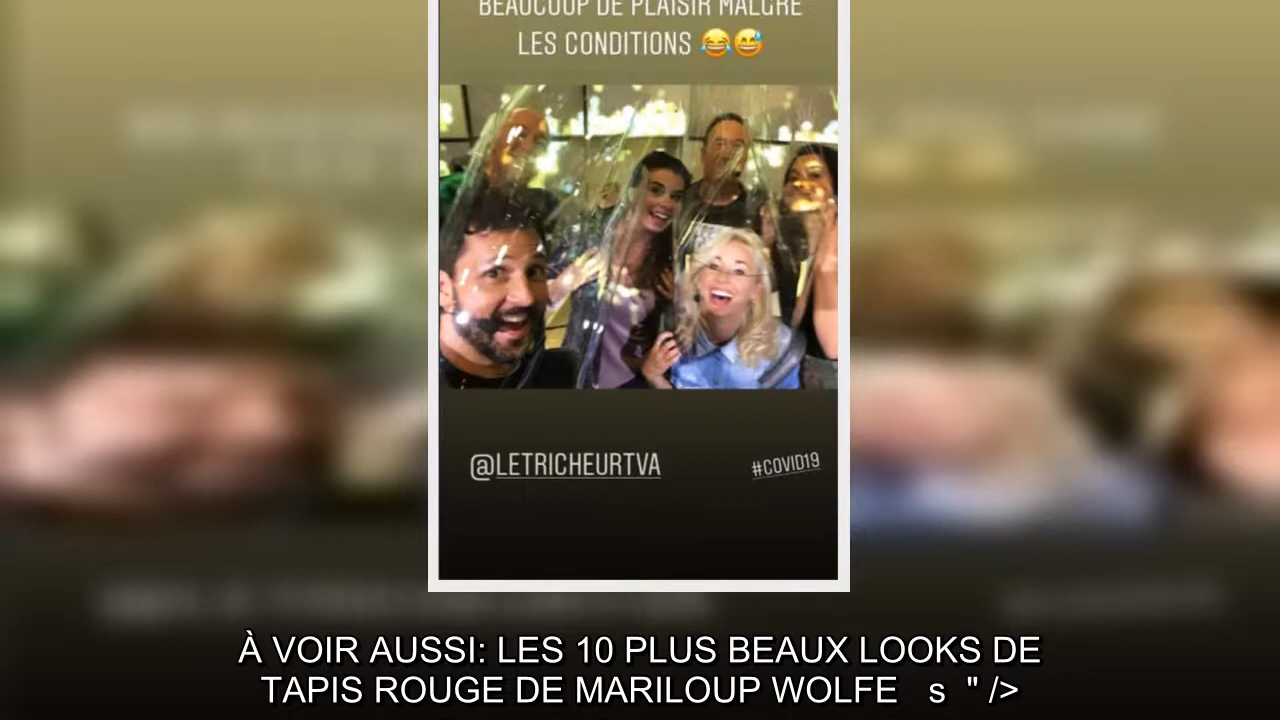 BEAUCOUP DE PLAISIR MALGRÉ
LES CONDITIONS 😂😅
@LETRICHEURTVA
#COVID19
À VOIR AUSSI: LES 10 PLUS BEAUX LOOKS DE
TAPIS ROUGE DE MARILOUP WOLFE s " />